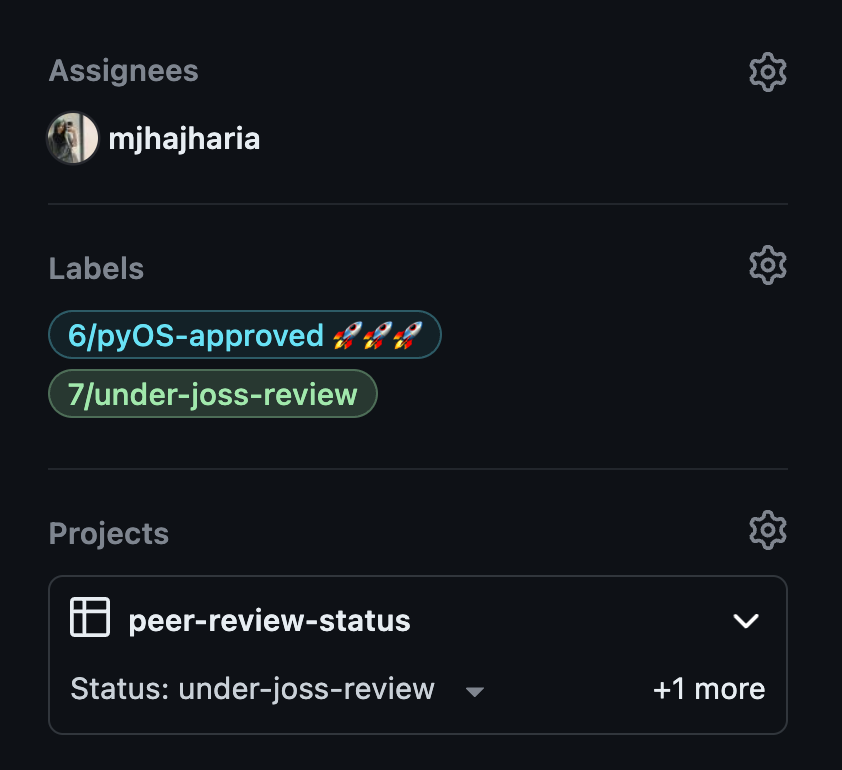 Assignees
mjhajharia
Labels
6/pyOS-approved 🚀🚀🚀
7/under-joss-review
Projects
peer-review-status
Status: under-joss-review +1 more